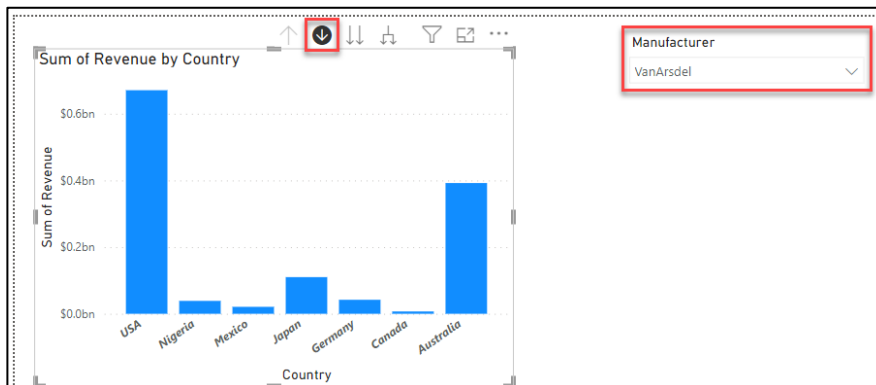 Sum of Revenue by Country
Manufacturer
VanArsdel
$0.6bn
$0.4bn
$0.2bn
$0.0bn
Sum of Revenue
USA
Nigeria
Mexico
Japan
Germany
Canada
Australia
Country